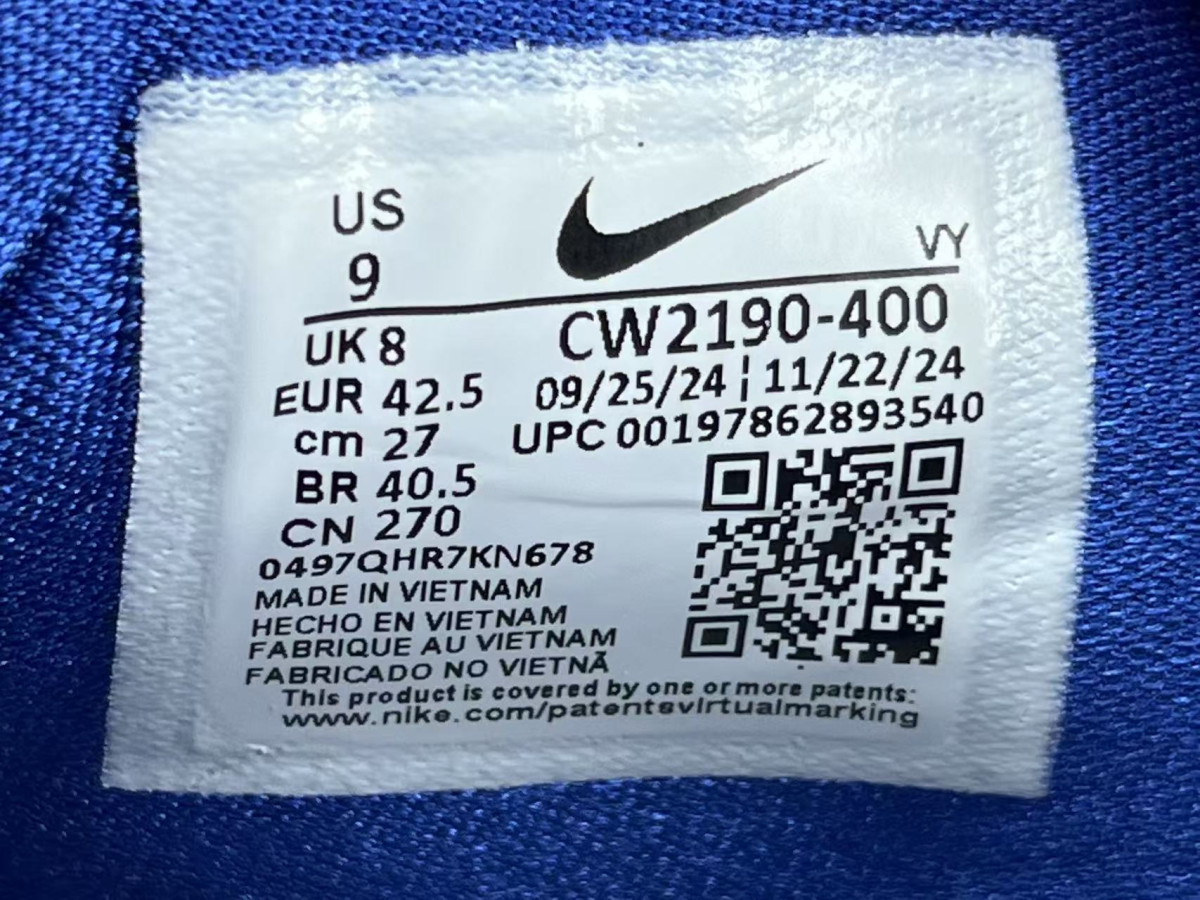 US
9
VY
UK 8
CW2190-400
EUR 42.5
09/25/24 ¦ 11/22/24
cm 27
UPC 00197862893540
BR 40.5
CN 270
0497QHR7KN678
MADE IN VIETNAM
HECHO EN VIETNAM
FABRIQUE AU VIETNAM
FABRICADO NO VIETNÃ
This product is covered by one or more patents:
www.nike.com/patentsvirtualmarking